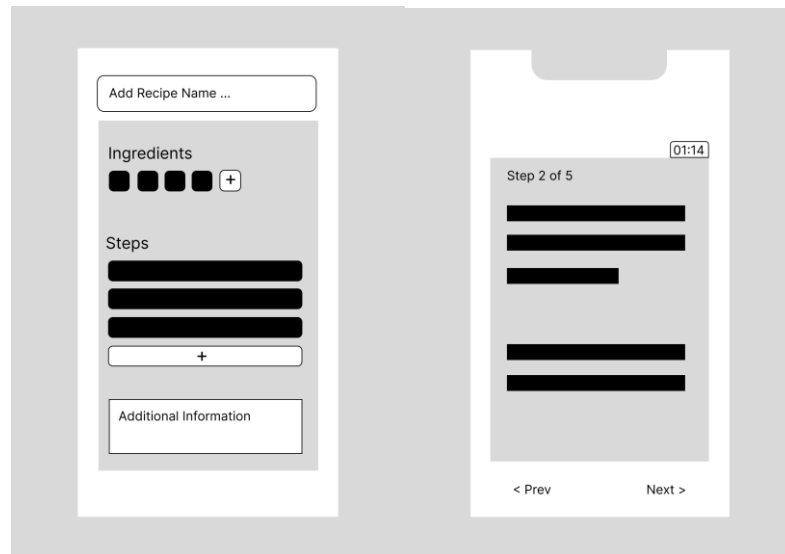 Add Recipe Name ...
Ingredients
+
Steps
+
Additional Information
01:14
Step 2 of 5
< Prev
Next >